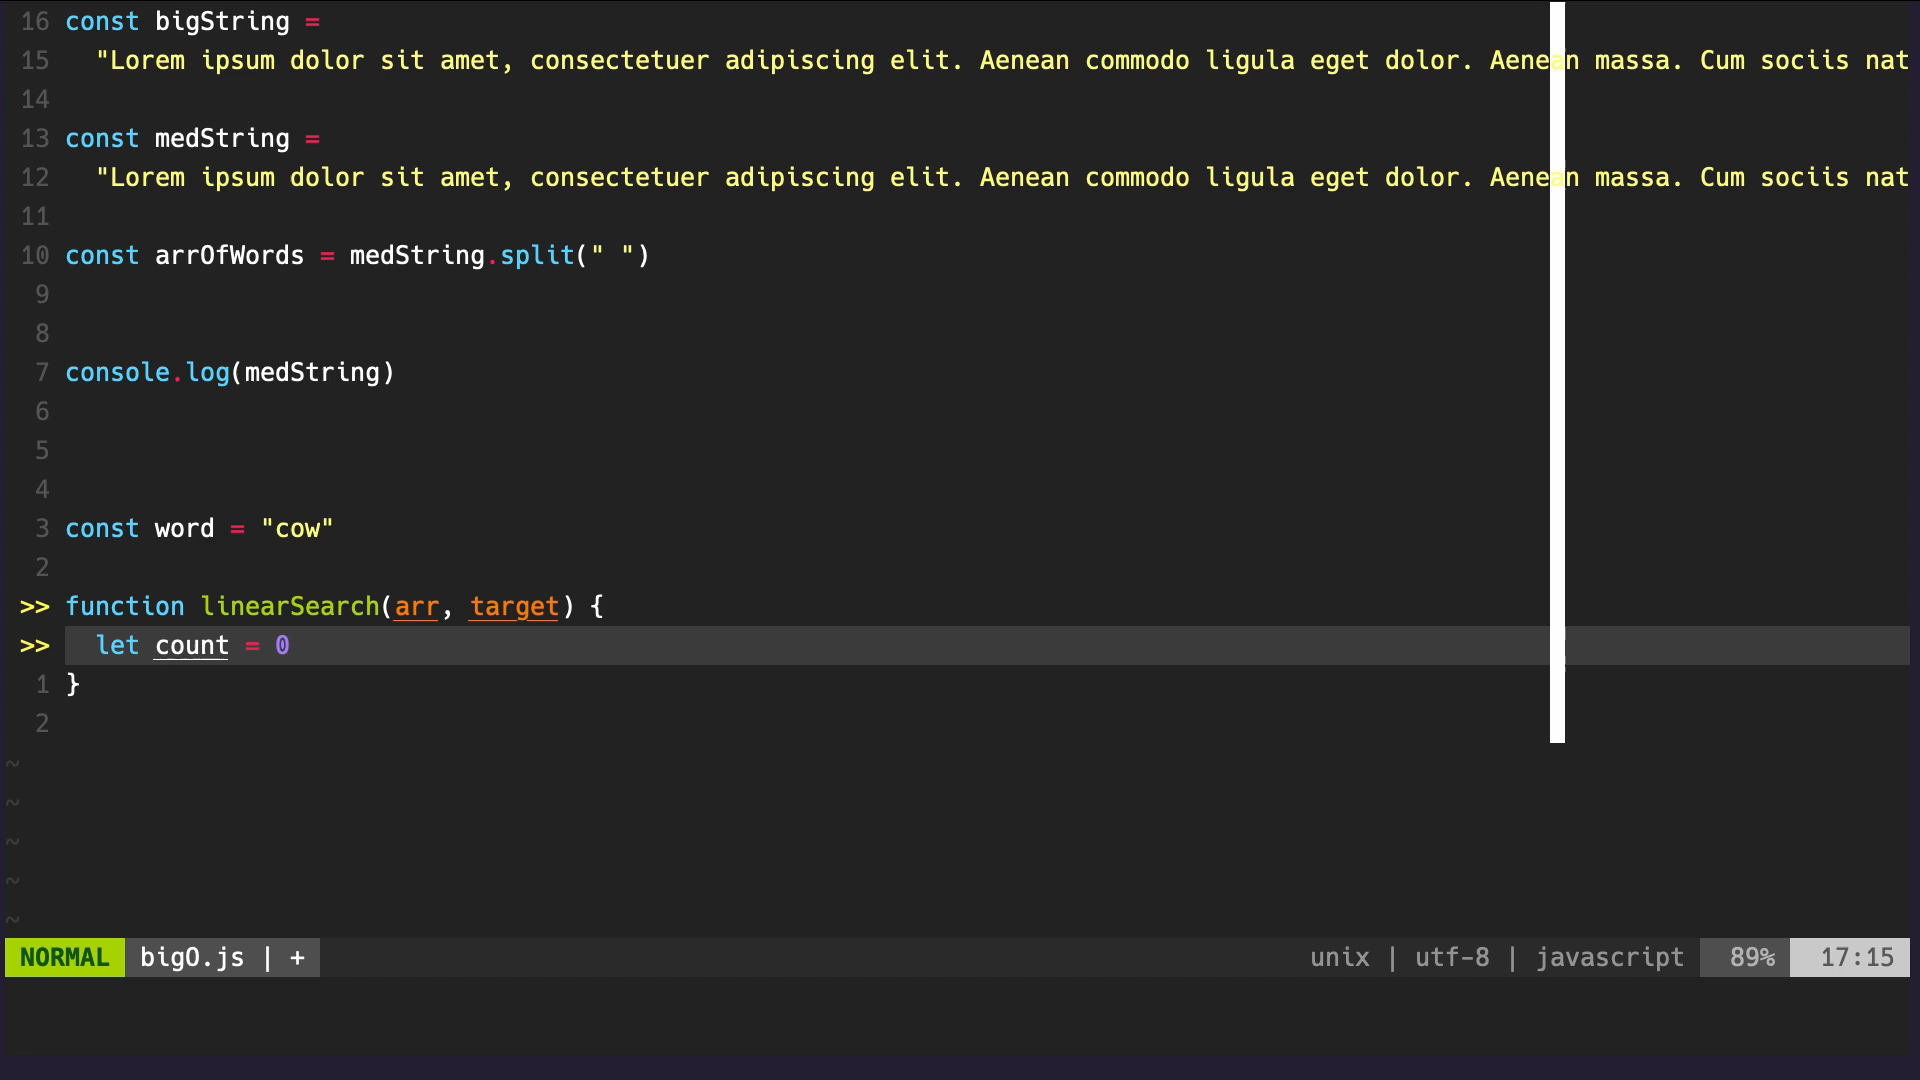 16 const bigString =
15   "Lorem ipsum dolor sit amet, consectetuer adipiscing elit. Aenean commodo ligula eget dolor. Aenean massa. Cum sociis nat
14
13 const medString =
12   "Lorem ipsum dolor sit amet, consectetuer adipiscing elit. Aenean commodo ligula eget dolor. Aenean massa. Cum sociis nat
11
10 const arrOfWords = medString.split(" ")
9
8
7 console.log(medString)
6
5
4
3 const word = "cow"
2
>> function linearSearch(arr, target) {
>>   let count = 0
1 }
2
~
~
~
~
~
NORMAL bigO.js | + unix | utf-8 | javascript 89% 17:15